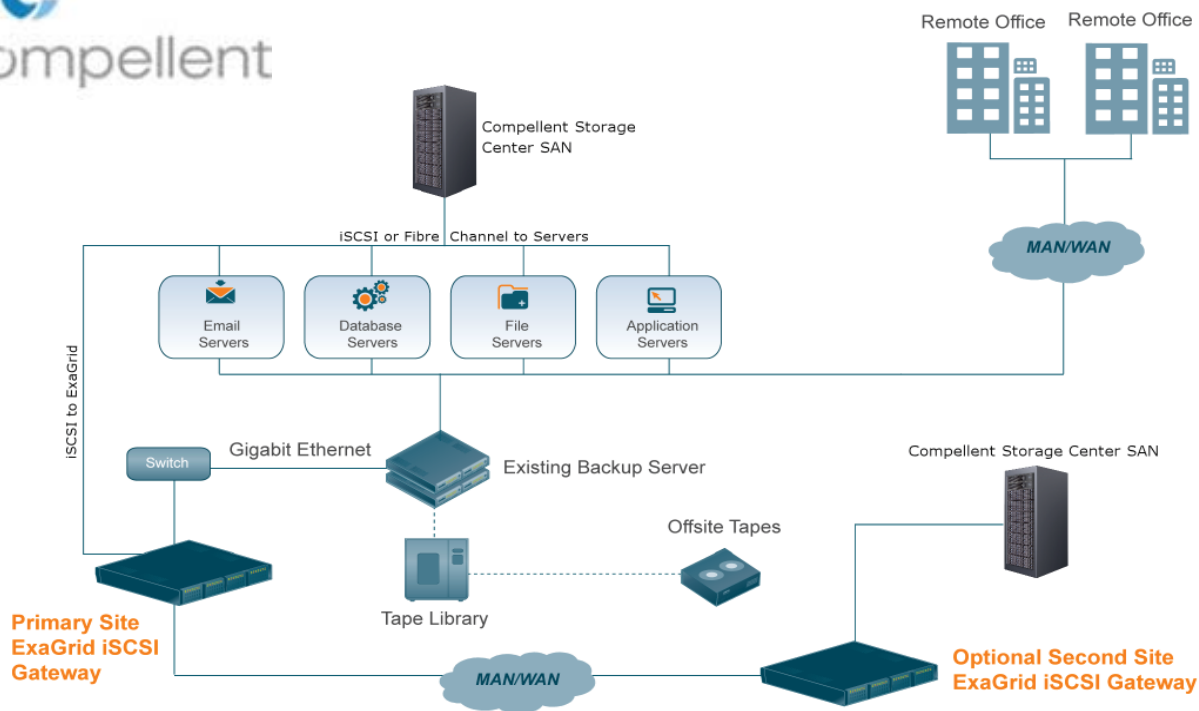 Remote Office
Remote Office
ompellent
Compellent Storage
Center SAN
iSCSI or Fibre Channel to Servers
MAN/WAN
Email
Servers
Database
Servers
File
Servers
Application
Servers
iSCSI to ExaGrid
Switch
Gigabit Ethernet
Existing Backup Server
Compellent Storage Center SAN
Offsite Tapes
Tape Library
Primary Site
ExaGrid iSCSI
Gateway
MAN/WAN
Optional Second Site
ExaGrid iSCSI Gateway